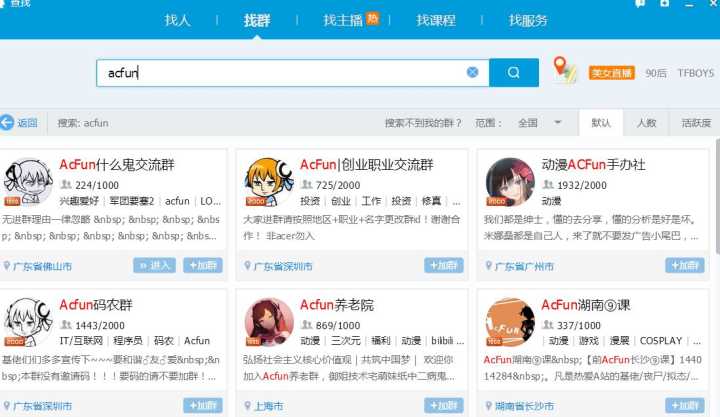 查找
找人 找群 找主播 热 找课程 找服务
acfun
美女直播 90后 TFBOYS
返回 搜索: acfun 搜索不到我的群？ 范围： 全国 默认 人数 活跃度
AcFun什么鬼交流群
224/1000
兴趣爱好 | 军团要塞2 | acfun | LO...
无进群理由一律忽略 &nbsp; &nbsp; &nbsp; &nbs
p; &nbsp; &nbsp; &nbsp; &nbsp; &nbs...
广东省佛山市 进入 +加群
AcFun|创业职业交流群
2000
725/2000
投资 | 创业 | 工作 | 投资 | 修真 | ...
大家进群请按照地区+职业+名字更改群id！谢谢合
作！ 非acer勿入
广东省深圳市 +加群
动漫ACFun手办社
2000
1932/2000
动漫
我们都是绅士，懂的去分享，懂的分析是好是坏。
米娜桑都是自己人，来了就不要发广告小尾巴，...
广东省广州市 +加群
AcFun码农群
2000
1443/2000
IT/互联网 | 程序员 | 码农 | Acfun
基佬们们多多宣传下~~~要和谐♂友♂爱&nbsp;&n
bsp;本群没有邀请码！！！要码的请不要加群！...
广东省深圳市 +加群
Acfun养老院
869/1000
动漫 | 三次元 | 福利 | 动漫 | bilibili
弘扬社会主义核心价值观 | 共筑中国梦 | 欢迎你
加入Acfun养老群，御姐技术宅萌妹纸中二病鬼...
上海市 +加群
AcFun湖南⑨课
337/1000
动漫 | 游戏 | 漫展 | COSPLAY | ...
AcFun湖南⑨课&nbsp;【前AcFun长沙⑨课】1440
14284&nbsp;。凡是热爱A站的基佬/丧尸/拟态/...
湖南省长沙市 +加群